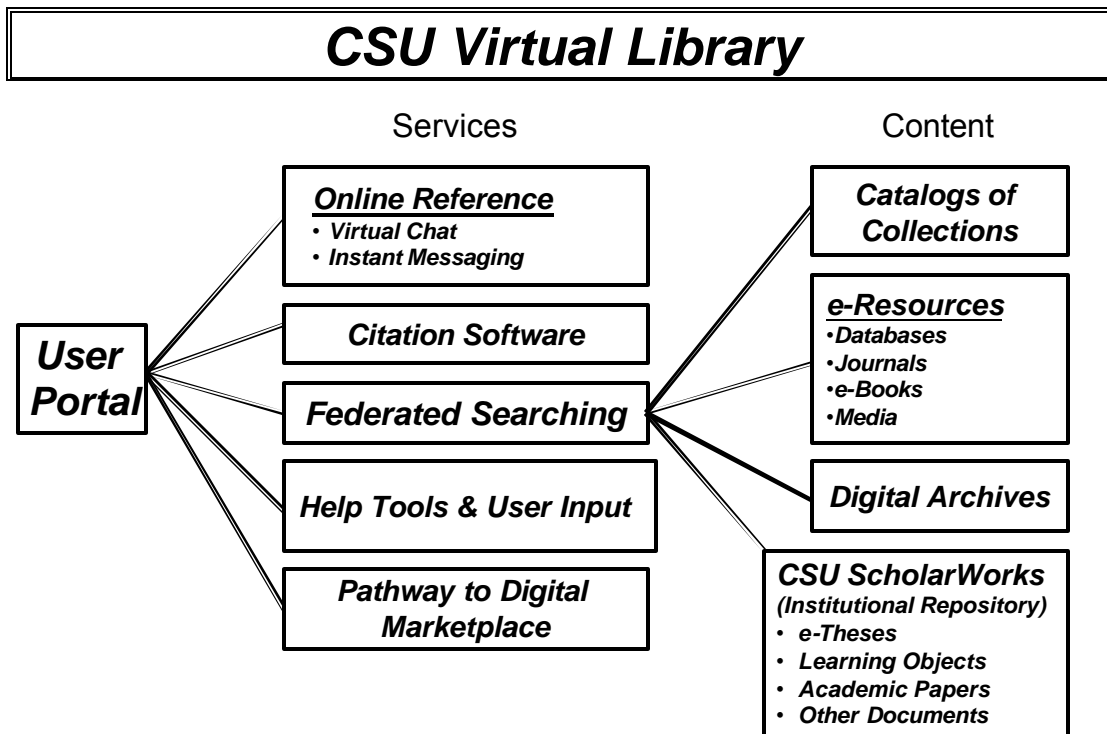 CSU Virtual Library
Services
Content
User
Portal
Online Reference
• Virtual Chat
• Instant Messaging
Citation Software
Federated Searching
Help Tools & User Input
Pathway to Digital
Marketplace
Catalogs of
Collections
e-Resources
•Databases
•Journals
•e-Books
•Media
Digital Archives
CSU ScholarWorks
(Institutional Repository)
• e-Theses
• Learning Objects
• Academic Papers
• Other Documents